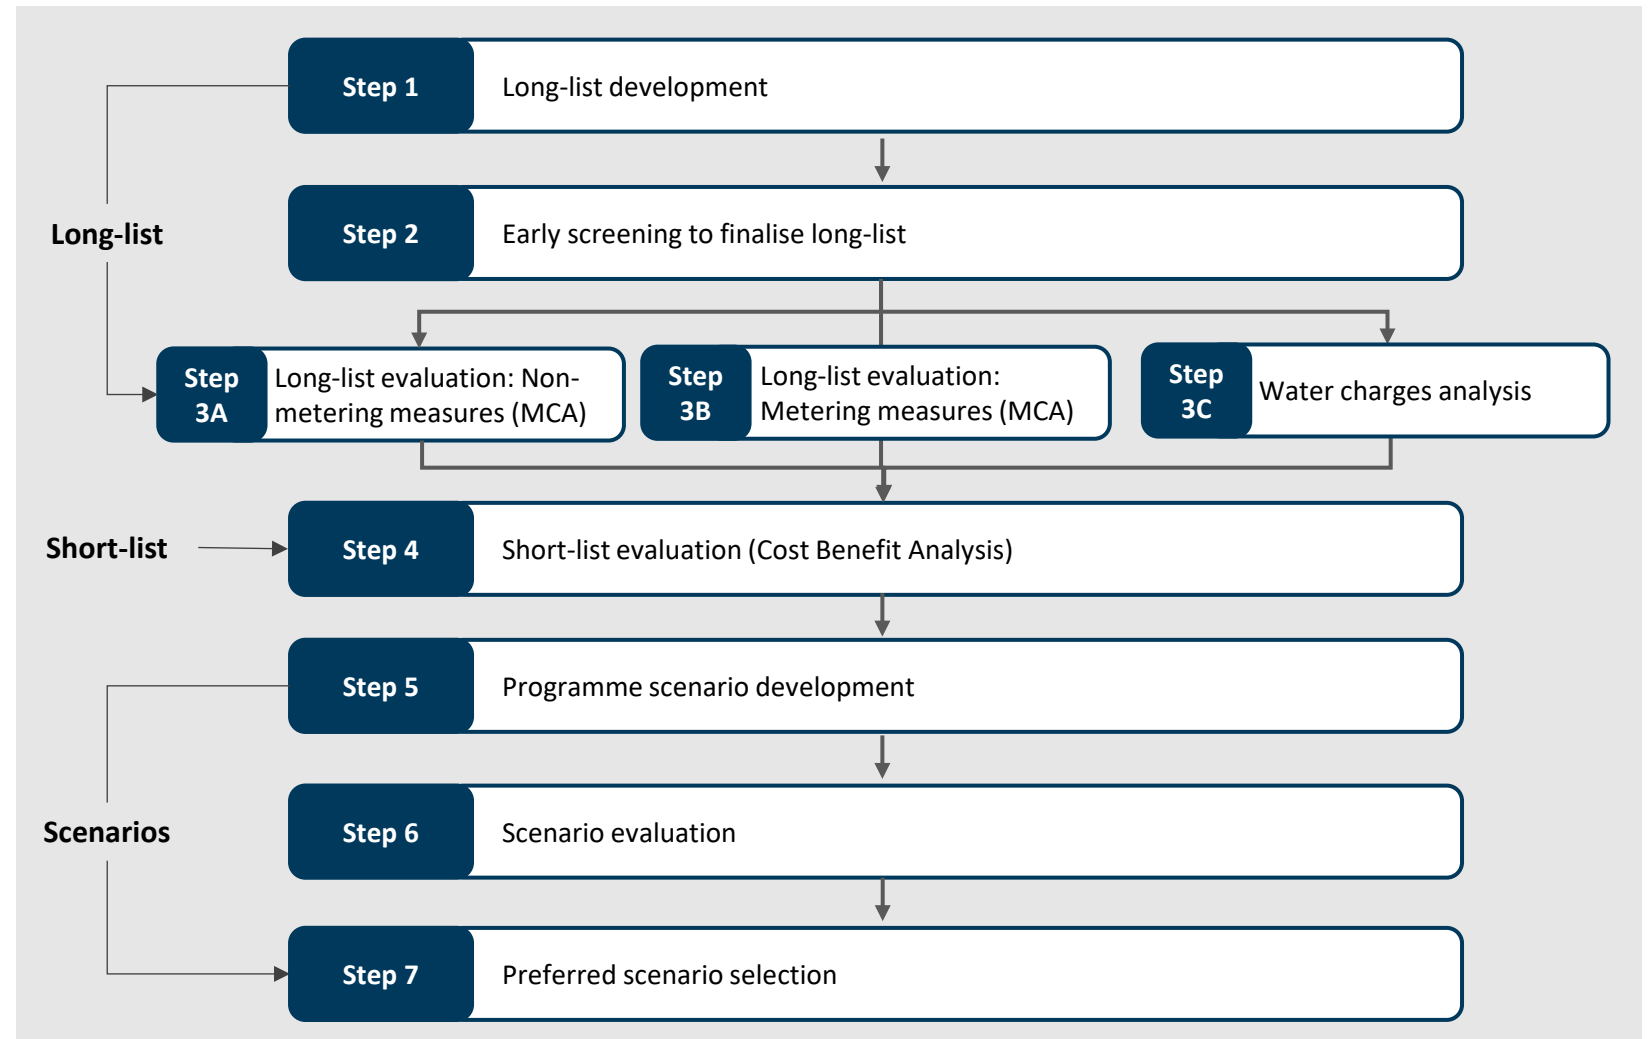 Step 1
Long-list development
Long-list
Step 2
Early screening to finalise long-list
Step
3A
Long-list evaluation: Non-
metering measures (MCA)
Step
3B
Long-list evaluation:
Metering measures (MCA)
Step
3C
Water charges analysis
Short-list
Step 4
Short-list evaluation (Cost Benefit Analysis)
Step 5
Programme scenario development
Scenarios
Step 6
Scenario evaluation
Step 7
Preferred scenario selection